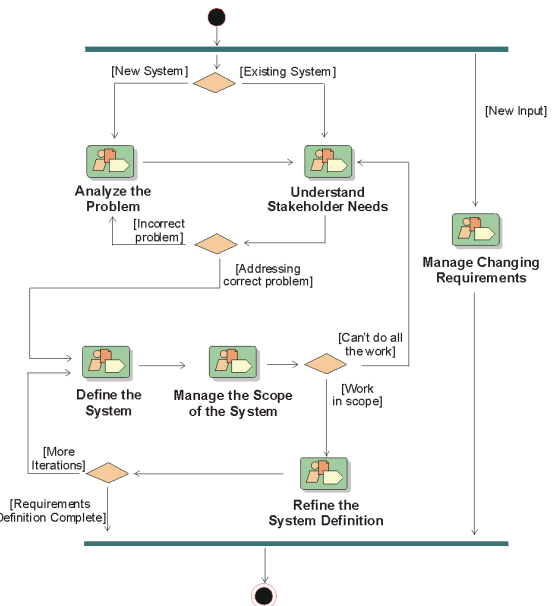 [New System]
[Existing System]
[New Input]
Analyze the
Problem
Understand
Stakeholder Needs
[Incorrect
problem]
Manage Changing
Requirements
[Addressing
correct problem]
[Can't do all
the work]
Define the
System
Manage the Scope
of the System
[Work
in scope]
[More
Iterations]
[Requirements
Definition Complete]
Refine the
System Definition